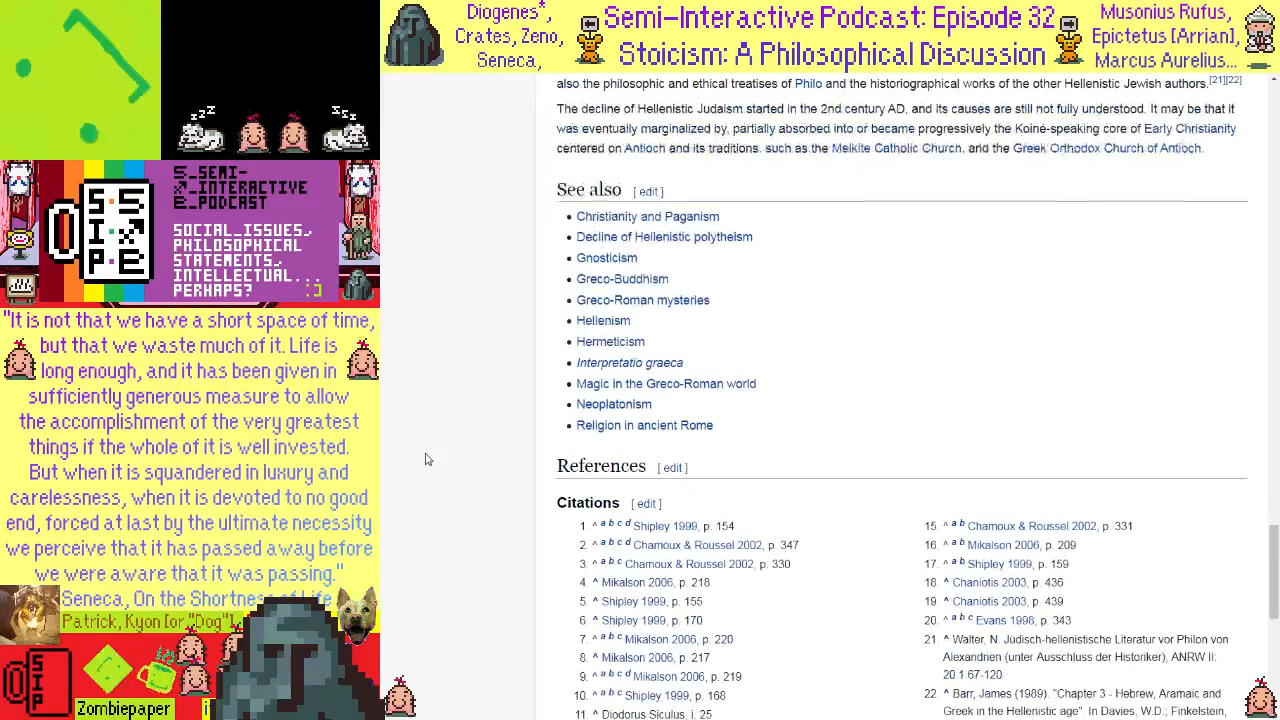 Diogenes*,
Crates, Zeno,
Seneca,
Semi-Interactive Podcast: Episode 32
Stoicism: A Philosophical Discussion
Musonius Rufus,
Epictetus [Arrian],
Marcus Aurelius...
zzZ
zzZ
S_SEMI-
_INTERACTIVE
_PODCAST
SOCIAL_ISSUES,
PHILOSOPHICAL
STATEMENTS,
INTELLECTUAL...
PERHAPS? :)
"It is not that we have a short space of time,
but that we waste much of it. Life is
long enough, and it has been given in
sufficiently generous measure to allow
the accomplishment of the very greatest
things if the whole of it is well invested.
But when it is squandered in luxury and
carelessness, when it is devoted to no good
end, forced at last by the ultimate necessity
we perceive that it has passed away before
we were aware that it was passing."
Seneca, On the Shortness of Life
Patrick, Kyon [or "Dog"],
SIP
Zombiepaper
also the philosophic and ethical treatises of Philo and the historiographical works of the other Hellenistic Jewish authors.[21][22]
The decline of Hellenistic Judaism started in the 2nd century AD, and its causes are still not fully understood. It may be that it
was eventually marginalized by, partially absorbed into or became progressively the Koiné-speaking core of Early Christianity
centered on Antioch and its traditions, such as the Melkite Catholic Church, and the Greek Orthodox Church of Antioch.
See also [ edit ]
Christianity and Paganism
Decline of Hellenistic polytheism
Gnosticism
Greco-Buddhism
Greco-Roman mysteries
Hellenism
Hermeticism
Interpretatio graeca
Magic in the Greco-Roman world
Neoplatonism
Religion in ancient Rome
References [ edit ]
Citations [ edit ]
1. ^ a b c d Shipley 1999, p. 154
2. ^ a b c d Chamoux & Roussel 2002, p. 347
3. ^ a b c Chamoux & Roussel 2002, p. 330
4. ^ Mikalson 2006, p. 218
5. ^ Shipley 1999, p. 155
6. ^ Shipley 1999, p. 170
7. ^ a b Mikalson 2006, p. 220
8. ^ Mikalson 2006, p. 217
9. ^ a b Mikalson 2006, p. 219
10. ^ a b Shipley 1999, p. 168
11. ^ Diodorus Siculus, i. 25
15. ^ a b Chamoux & Roussel 2002, p. 331
16. ^ Mikalson 2006, p. 209
17. ^ a b Shipley 1999, p. 159
18. ^ Chaniotis 2003, p. 436
19. ^ Chaniotis 2003, p. 439
20. ^ a b c Evans 1998, p. 343
21. ^ Walter, N. Jüdisch-hellenistische Literatur vor Philon von
Alexandrien (unter Ausschluss der Historiker), ANRW II:
20 1 67-120
22. ^ Barr, James (1989). "Chapter 3 - Hebrew, Aramaic and
Greek in the Hellenistic age". In Davies, W.D.; Finkelstein,